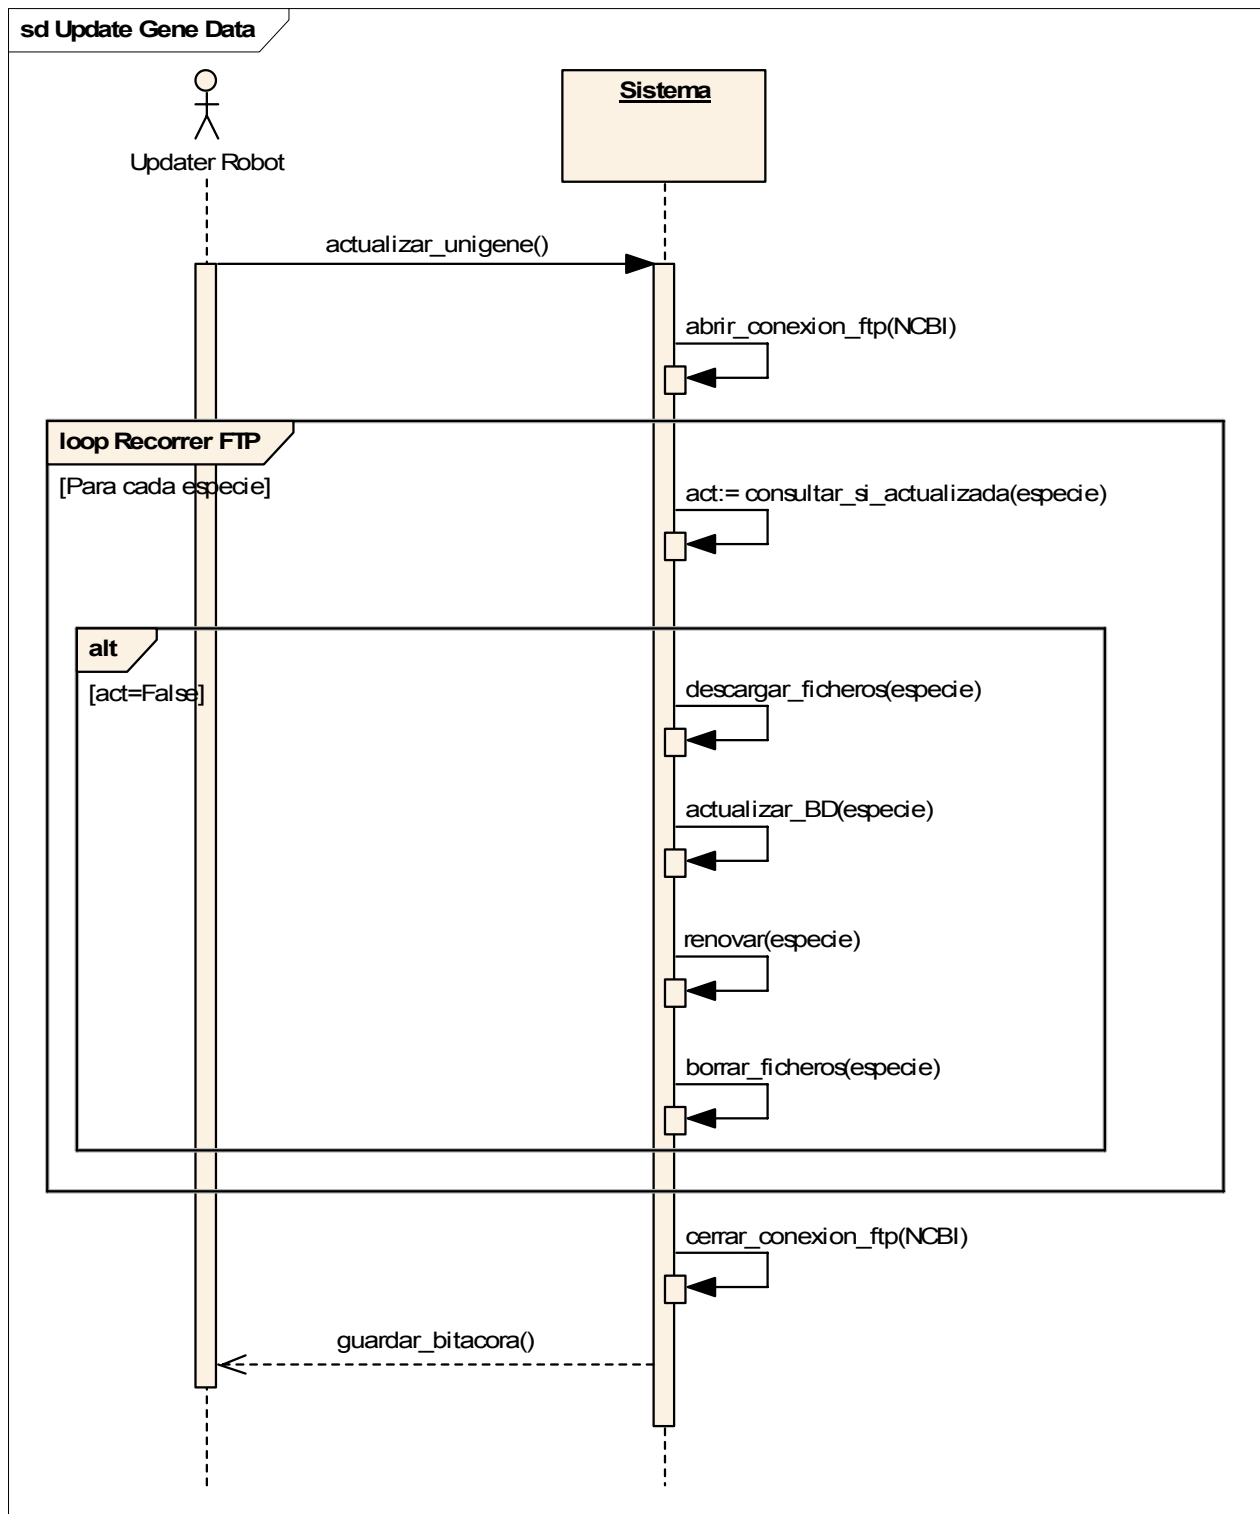 sd Update Gene Data
Updater Robot
Sistema
actualizar_unigene()
abrir_conexion_ftp(NCBI)
loop Recorrer FTP
[Para cada especie]
act:= consultar_si_actualizada(especie)
alt
[act=False]
descargar_ficheros(especie)
actualizar_BD(especie)
renovar(especie)
borrar_ficheros(especie)
cerrar_conexion_ftp(NCBI)
guardar_bitacora()